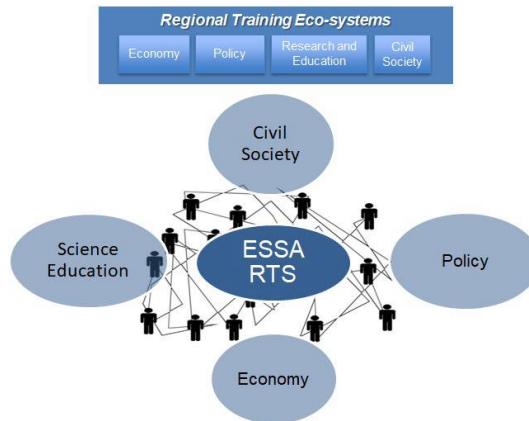 Regional Training Eco-systems
Economy
Policy
Research and
Education
Civil
Society
Civil
Society
Science
Education
ESSA
RTS
Policy
Economy